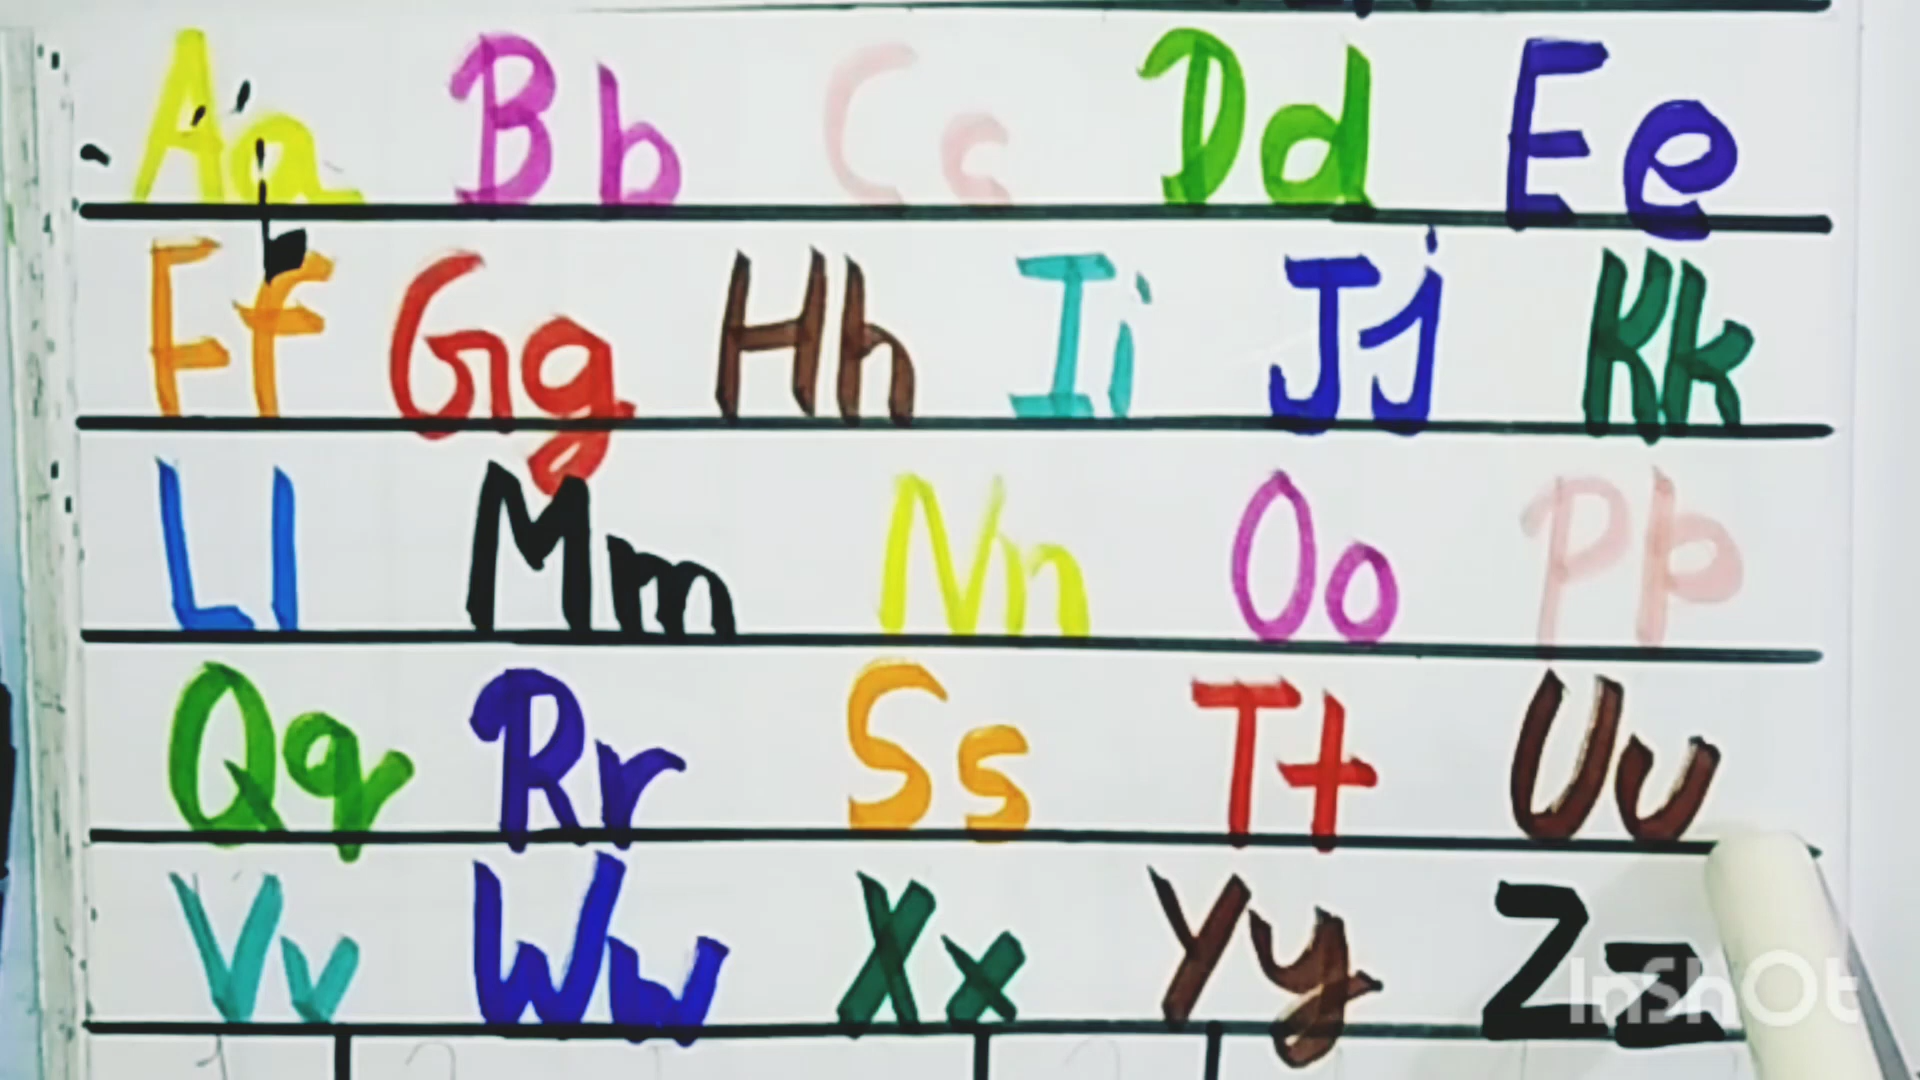 Aa Bb Cc Dd Ee
Ff Gg Hh Ii Jj Kk
Ll Mm Nn Oo Pp
Qq Rr Ss Tt Uu
Vv Ww Xx Yy Zz
InShOt